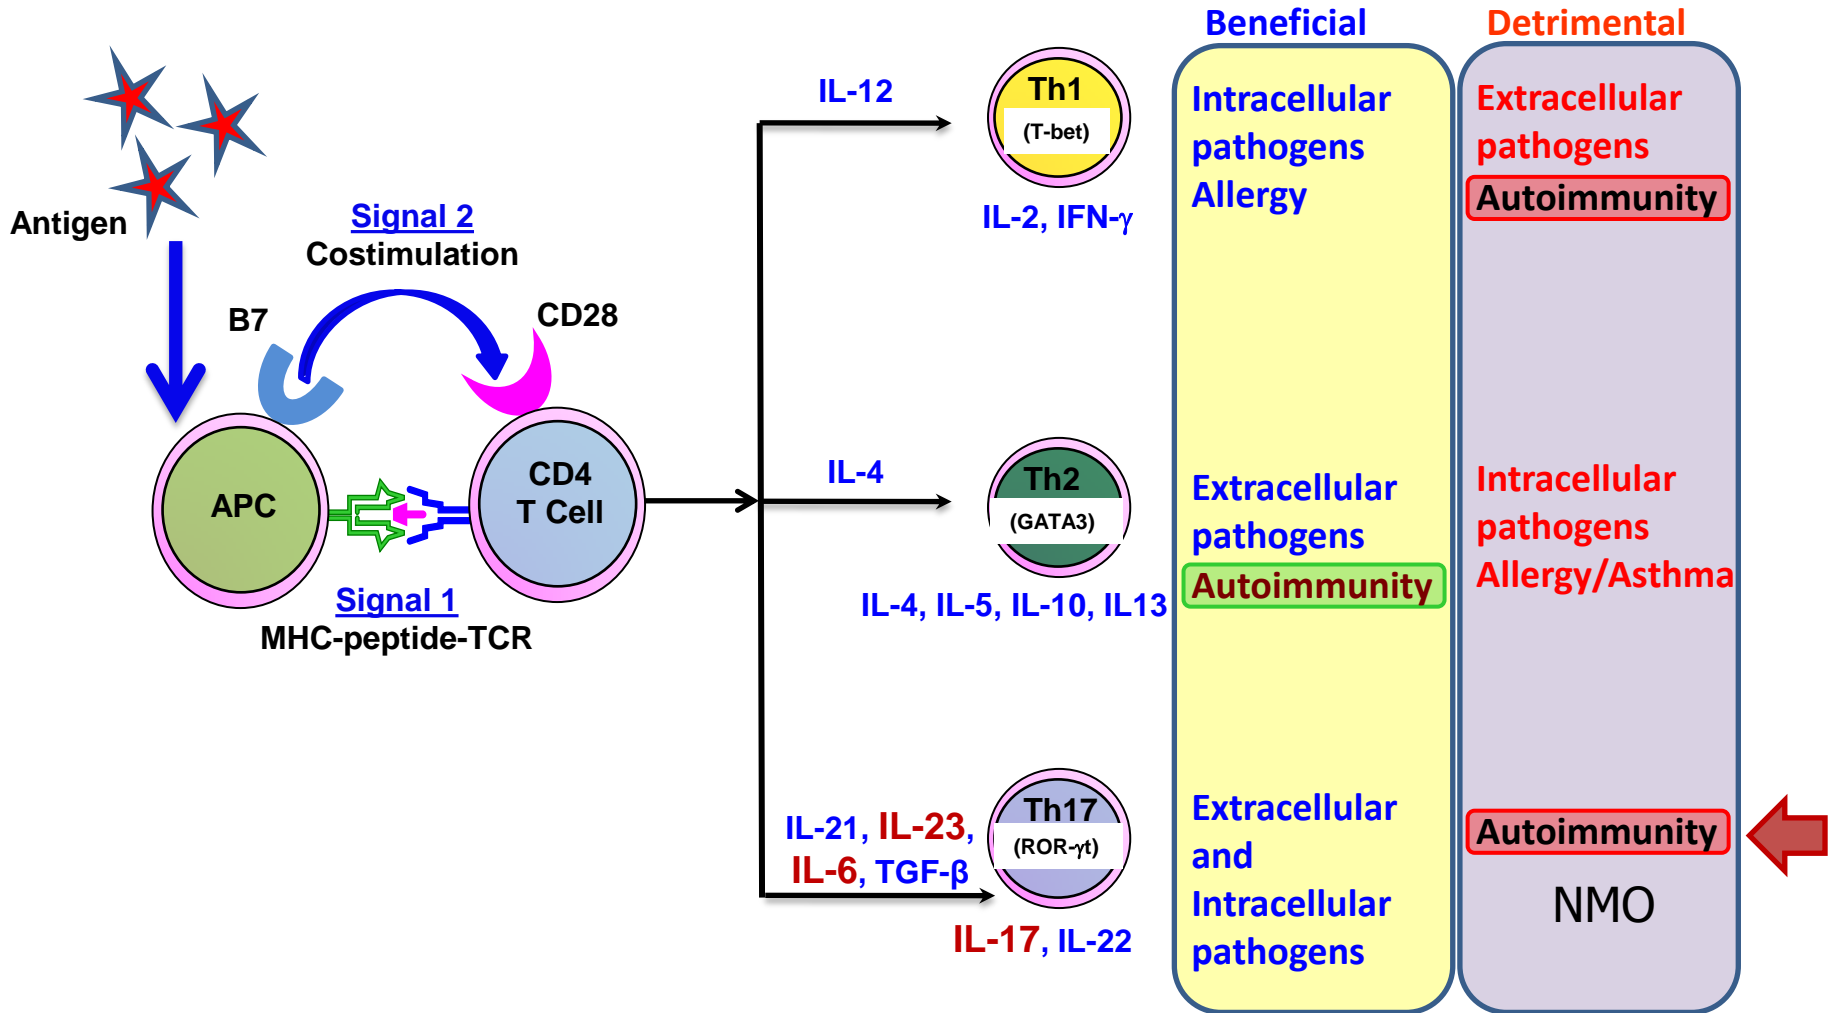 Beneficial
Detrimental
Antigen
Signal 2
Costimulation
B7
CD28
APC
CD4
T Cell
Signal 1
MHC-peptide-TCR
IL-12
Th1
(T-bet)
IL-2, IFN-γ
Intracellular
pathogens
Allergy
Extracellular
pathogens
Autoimmunity
IL-4
Th2
(GATA3)
IL-4, IL-5, IL-10, IL13
Extracellular
pathogens
Autoimmunity
Intracellular
pathogens
Allergy/Asthma
IL-21, IL-23,
IL-6, TGF-β
Th17
(ROR-γt)
IL-17, IL-22
Extracellular
and
Intracellular
pathogens
Autoimmunity
NMO